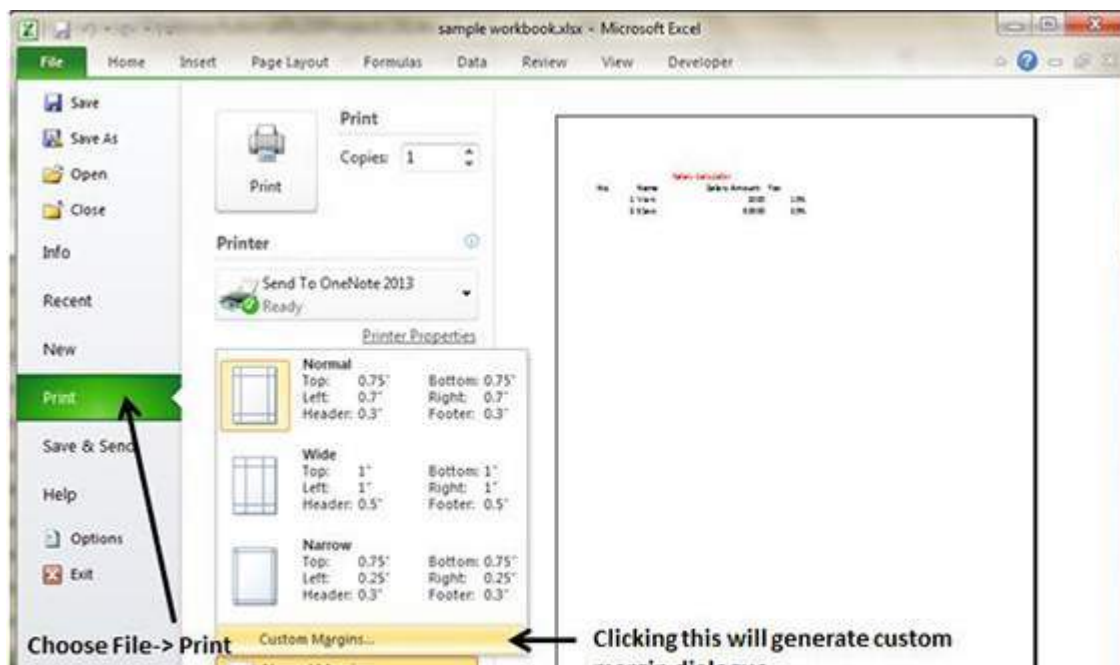 sample workbook.xlsx - Microsoft Excel
File Home Insert Page Layout Formulas Data Review View Developer
Save
Save As
Open
Close
Info
Recent
New
Print
Save & Send
Help
Options
Exit
Print
Print
Copies: 1
Printer
Send To OneNote 2013
Ready
Printer Properties
Normal
Top: 0.75" Bottom: 0.75"
Left: 0.7" Right: 0.7"
Header: 0.3" Footer: 0.3"
Wide
Top: 1" Bottom: 1"
Left: 1" Right: 1"
Header: 0.5" Footer: 0.5"
Narrow
Top: 0.75" Bottom: 0.75"
Left: 0.25" Right: 0.25"
Header: 0.3" Footer: 0.3"
Custom Margins...
Name Salary Amount Tax
Choose File-> Print
Clicking this will generate custom